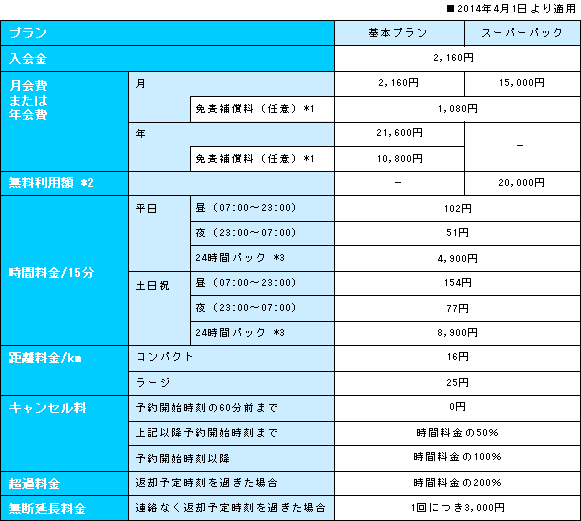 ■2014年4月1日より適用
プラン 基本プラン スーパーパック
入会金 2,160円
月会費または年会費 月 2,160円 15,000円
免責補償料（任意）*1 1,080円
年 21,600円 －
免責補償料（任意）*1 10,800円
無料利用額 *2 － 20,000円
時間料金/15分 平日 昼（07:00～23:00） 102円
夜（23:00～07:00） 51円
24時間パック *3 4,900円
土日祝 昼（07:00～23:00） 154円
夜（23:00～07:00） 77円
24時間パック *3 8,900円
距離料金/km コンパクト 16円
ラージ 25円
キャンセル料 予約開始時刻の60分前まで 0円
上記以降予約開始時刻まで 時間料金の50%
予約開始時刻以降 時間料金の100%
超過料金 返却予定時刻を過ぎた場合 時間料金の200%
無断延長料金 連絡なく返却予定時刻を過ぎた場合 1回につき3,000円